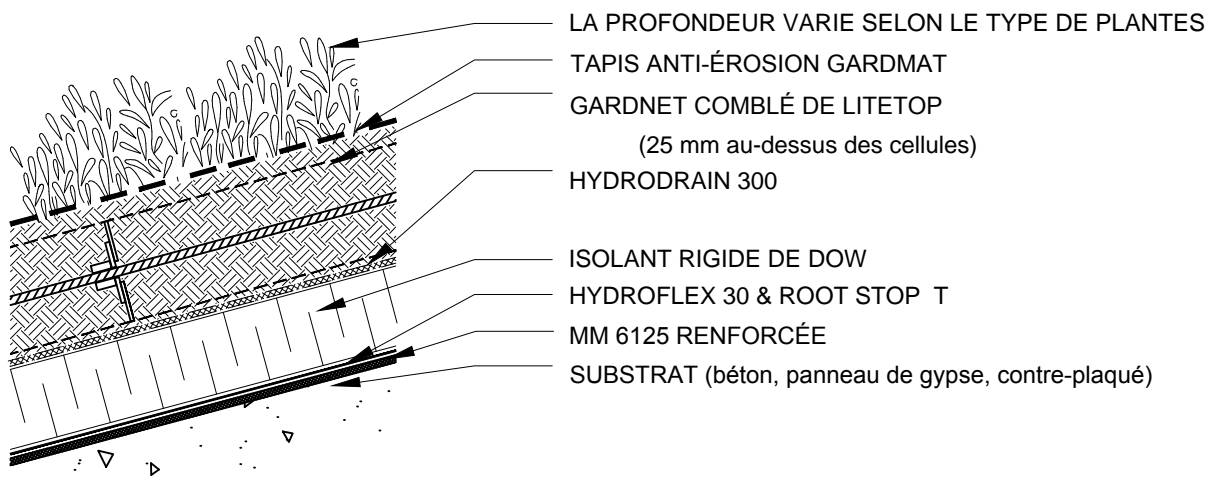 LA PROFONDEUR VARIE SELON LE TYPE DE PLANTES
TAPIS ANTI-ÉROSION GARDMAT
GARDNET COMBLÉ DE LITETOP
(25 mm au-dessus des cellules)
HYDRODRAIN 300
ISOLANT RIGIDE DE DOW
HYDROFLEX 30 & ROOT STOP T
MM 6125 RENFORCÉE
SUBSTRAT (béton, panneau de gypse, contre-plaqué)